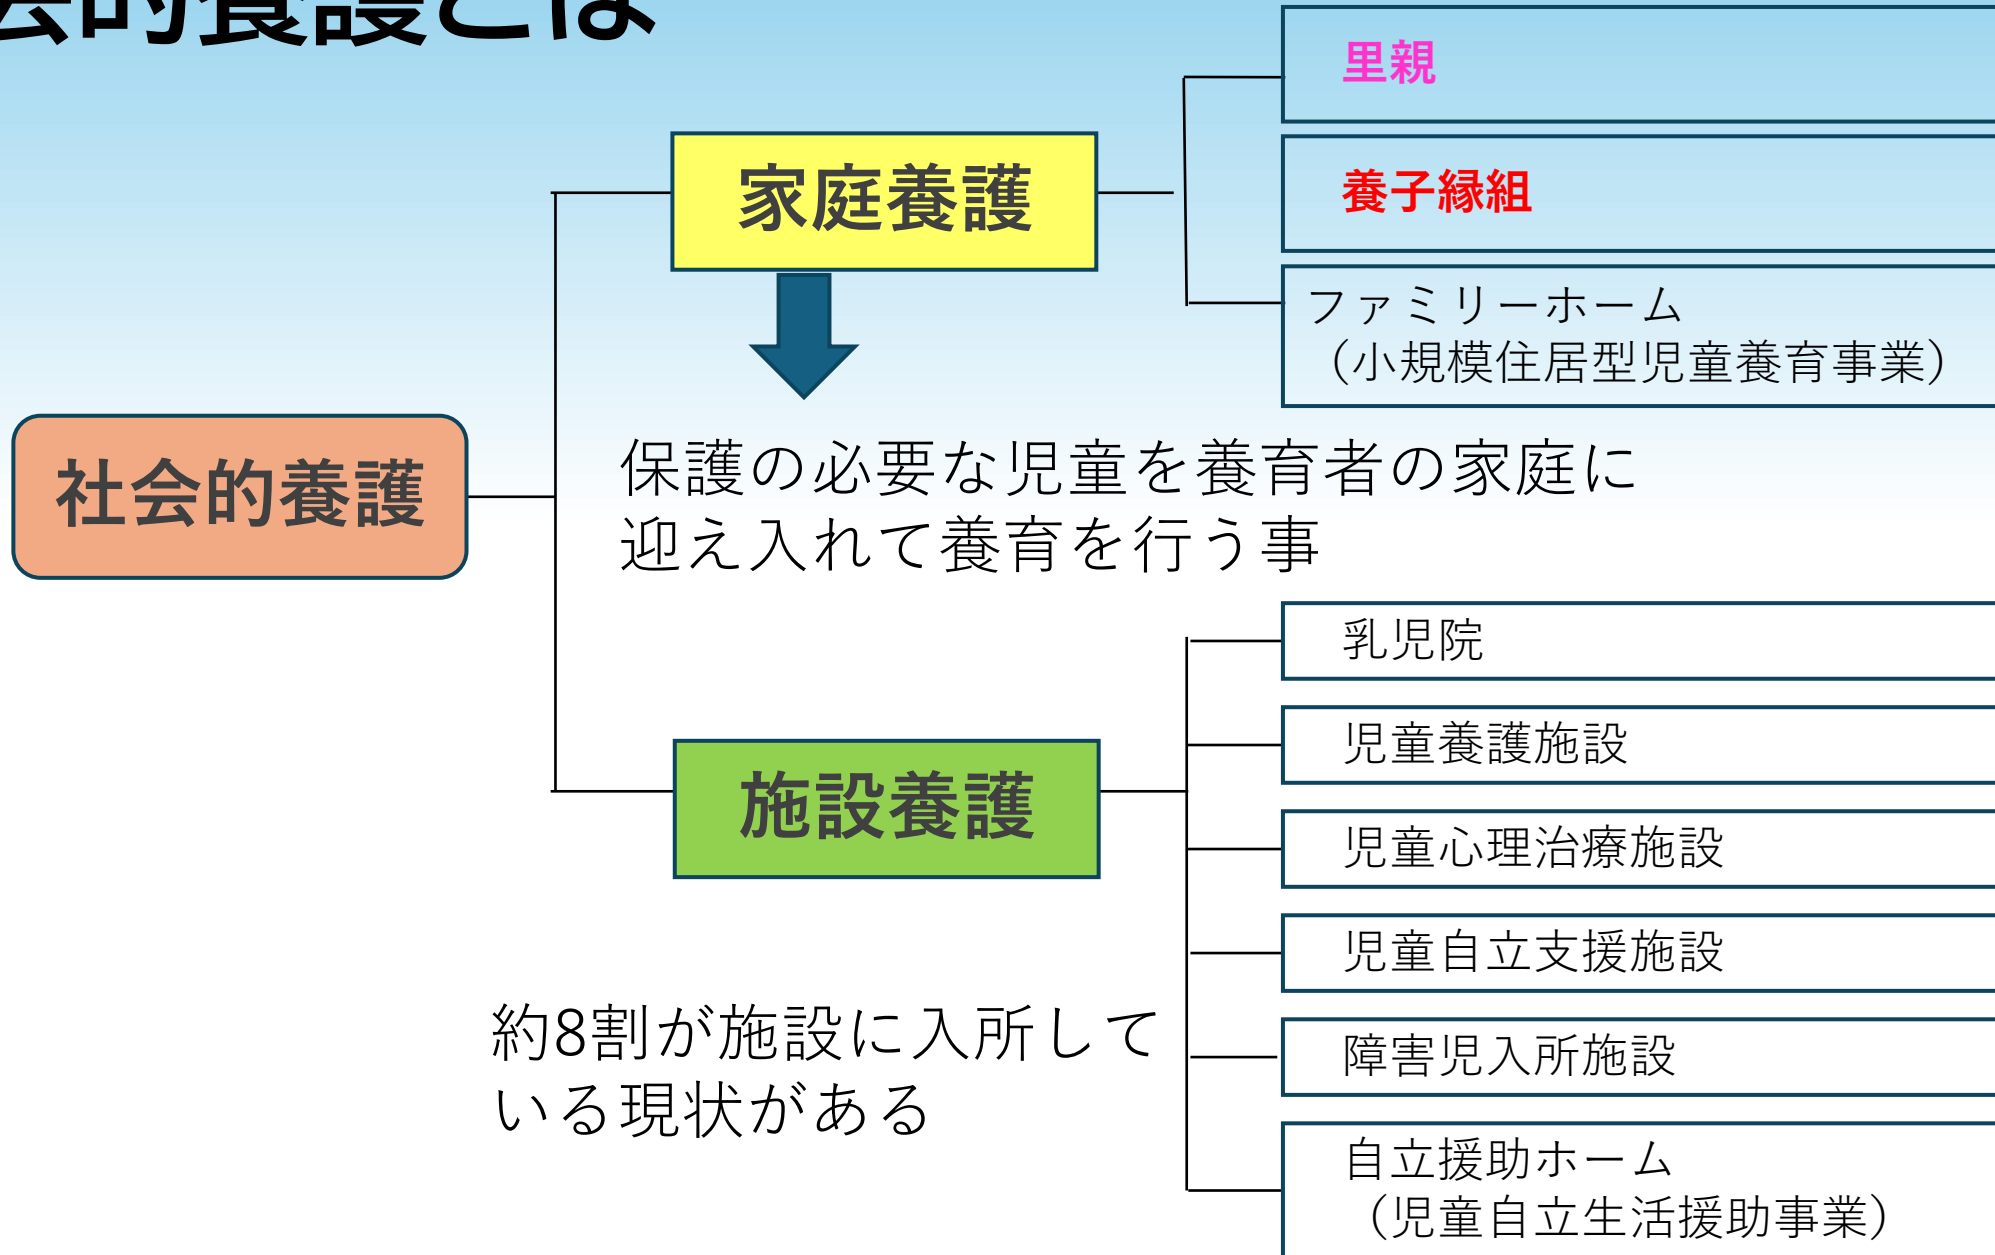 会的養護とは
里親
養子縁組
ファミリーホーム
（小規模住居型児童養育事業）
家庭養護
保護の必要な児童を養育者の家庭に
迎え入れて養育を行う事
社会的養護
施設養護
乳児院
児童養護施設
児童心理治療施設
児童自立支援施設
障害児入所施設
自立援助ホーム
（児童自立生活援助事業）
約8割が施設に入所して
いる現状がある